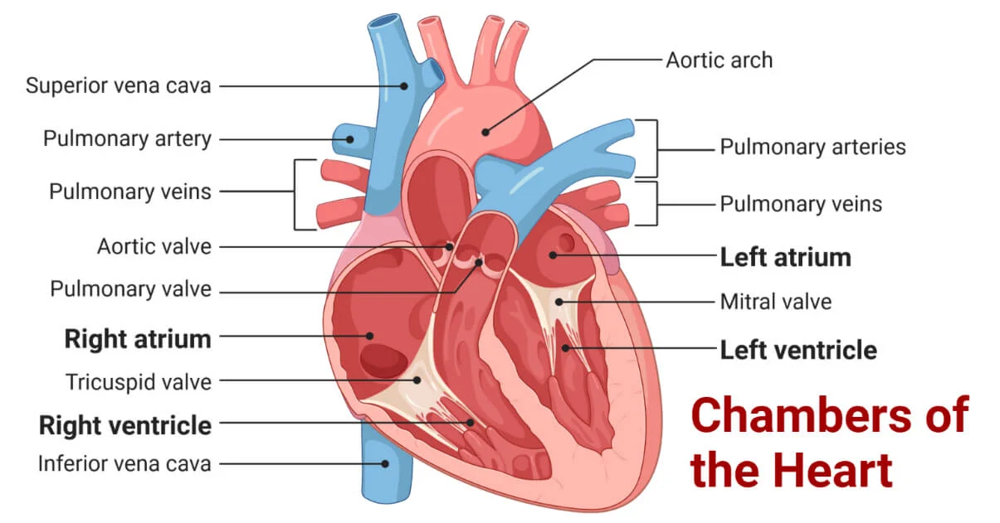 Superior vena cava
Pulmonary artery
Pulmonary veins
Aortic valve
Pulmonary valve
Right atrium
Tricuspid valve
Right ventricle
Inferior vena cava
Aortic arch
Pulmonary arteries
Pulmonary veins
Left atrium
Mitral valve
Left ventricle
Chambers of
the Heart